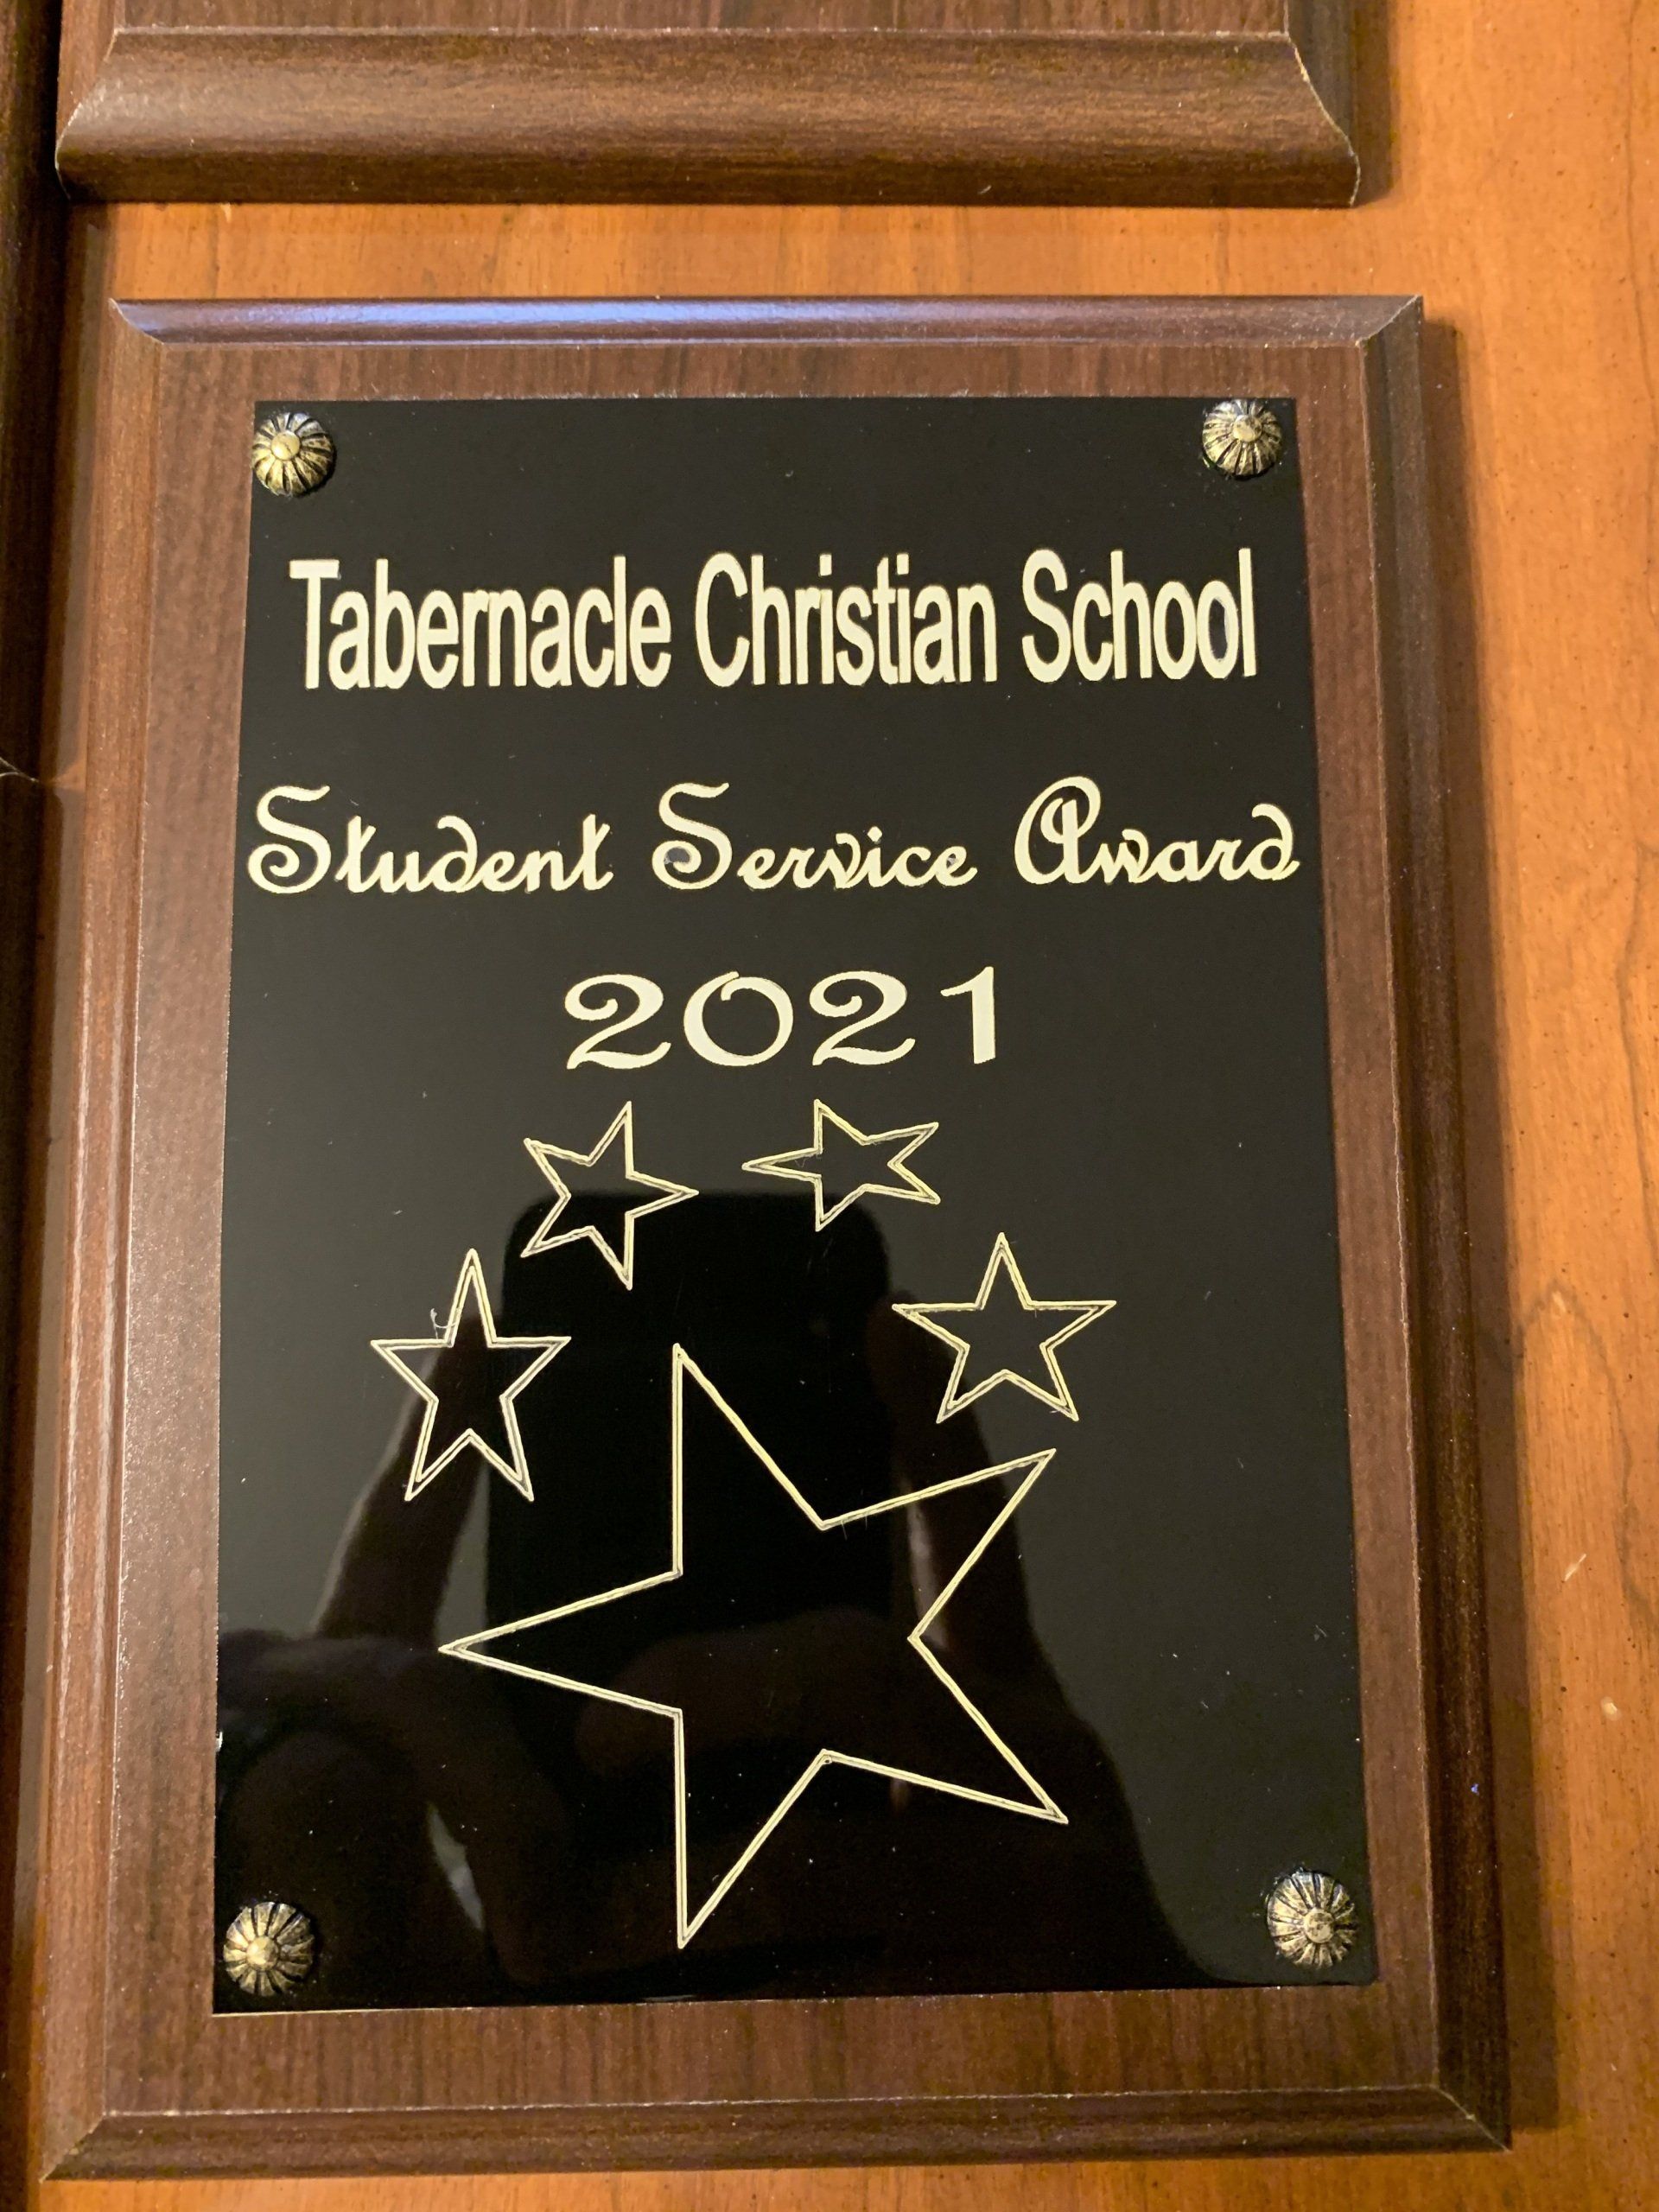 Tabernacle Christian School
Student Service Award
2021